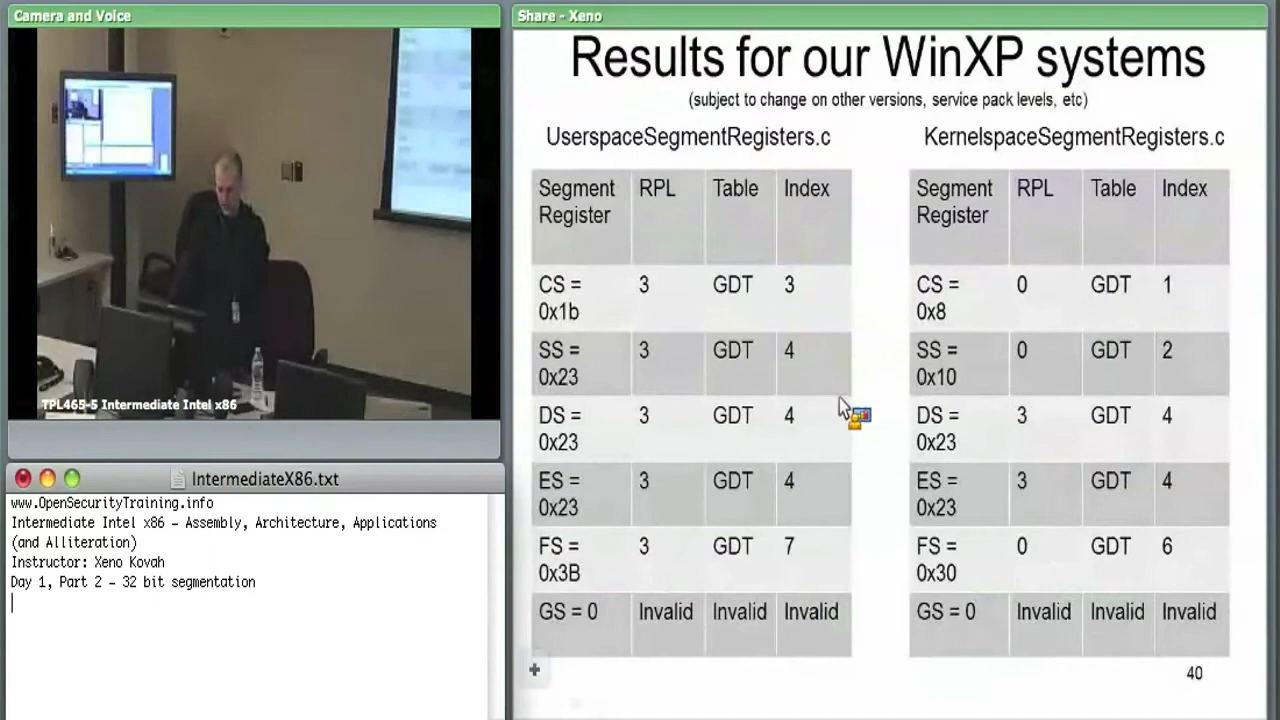 Camera and Voice
TPL465-5 Intermediate Intel x86
IntermediateX86.txt
www.OpenSecurityTraining.info
Intermediate Intel x86 – Assembly, Architecture, Applications
(and Alliteration)
Instructor: Xeno Kovah
Day 1, Part 2 – 32 bit segmentation
Share - Xeno
Results for our WinXP systems
(subject to change on other versions, service pack levels, etc)
UserspaceSegmentRegisters.c
Segment RPL Table Index
Register
CS = 3 GDT 3
0x1b
SS = 3 GDT 4
0x23
DS = 3 GDT 4
0x23
ES = 3 GDT 4
0x23
FS = 3 GDT 7
0x3B
GS = 0 Invalid Invalid Invalid
KernelspaceSegmentRegisters.c
Segment RPL Table Index
Register
CS = 0 GDT 1
0x8
SS = 0 GDT 2
0x10
DS = 3 GDT 4
0x23
ES = 3 GDT 4
0x23
FS = 0 GDT 6
0x30
GS = 0 Invalid Invalid Invalid
40